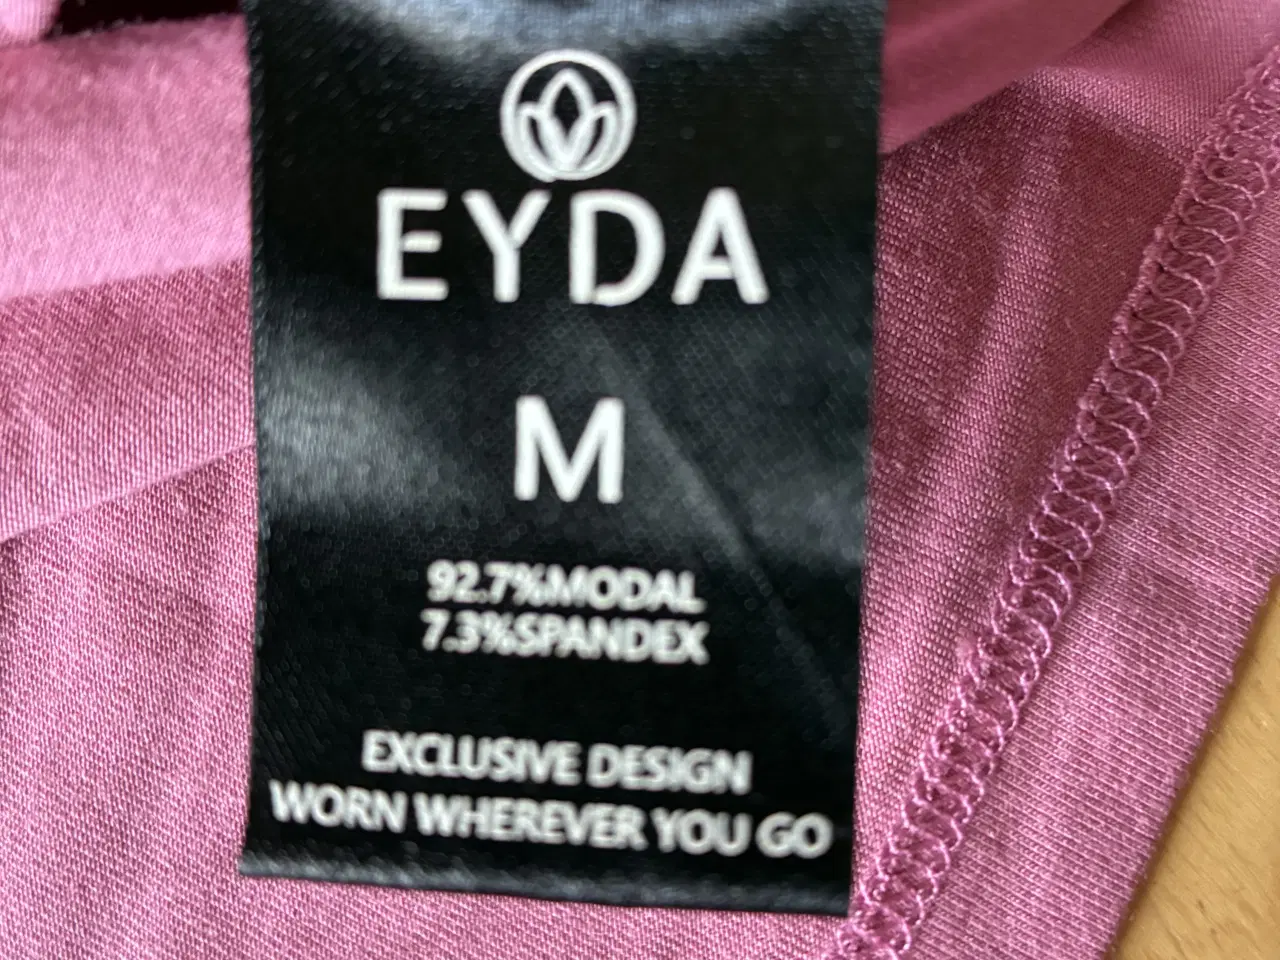 EYDA
M
92.7%MODAL
7.3%SPANDEX
EXCLUSIVE DESIGN
WORN WHEREVER YOU GO